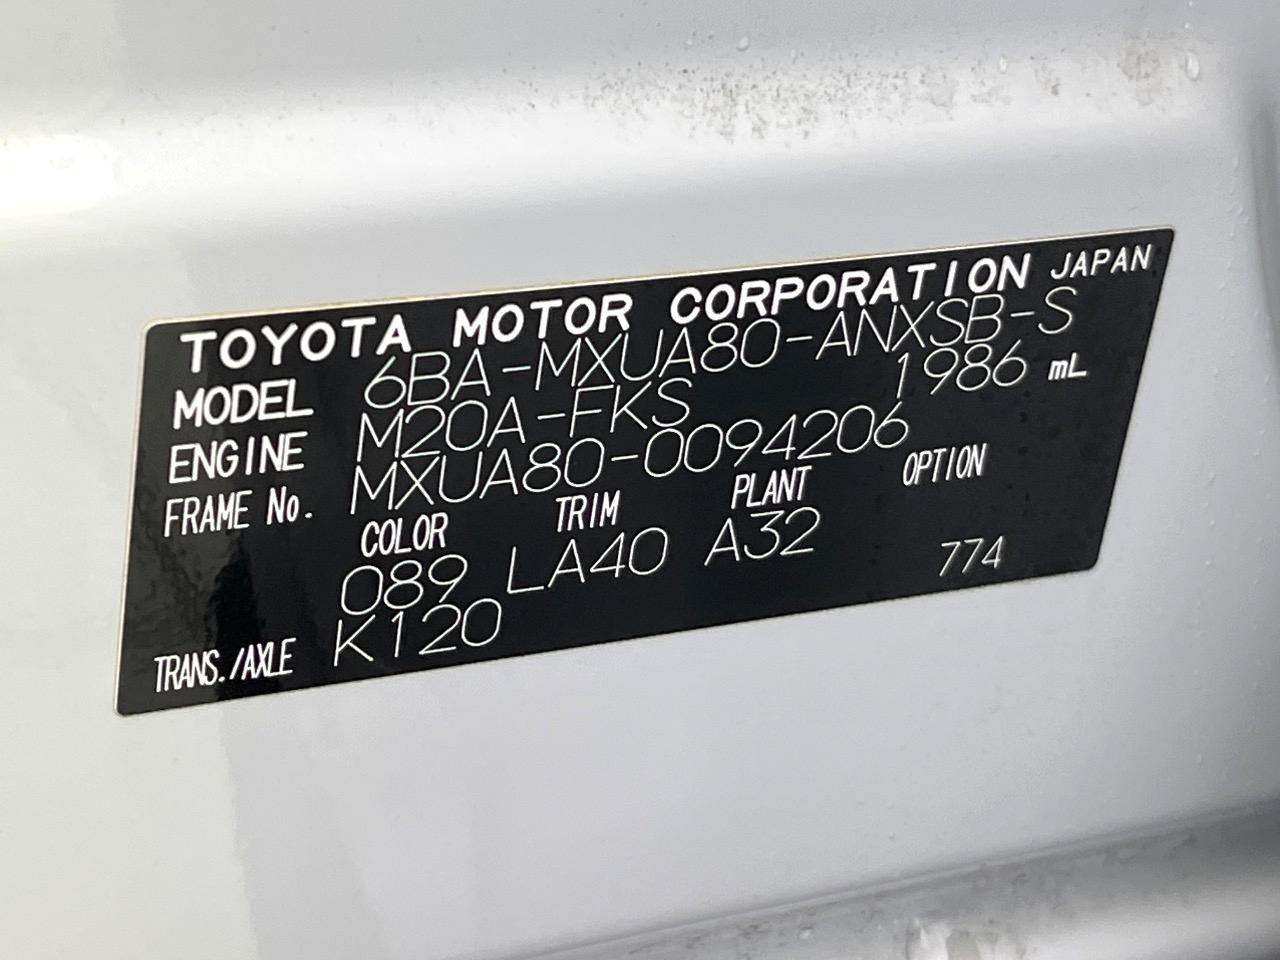 TOYOTA MOTOR CORPORATION JAPAN
MODEL 6BA-MXUA80-ANXSB-S
ENGINE M20A-FKS 1986 mL
FRAME No. MXUA80-0094206
COLOR TRIM PLANT OPTION
089 LA40 A32 774
TRANS./AXLE K120